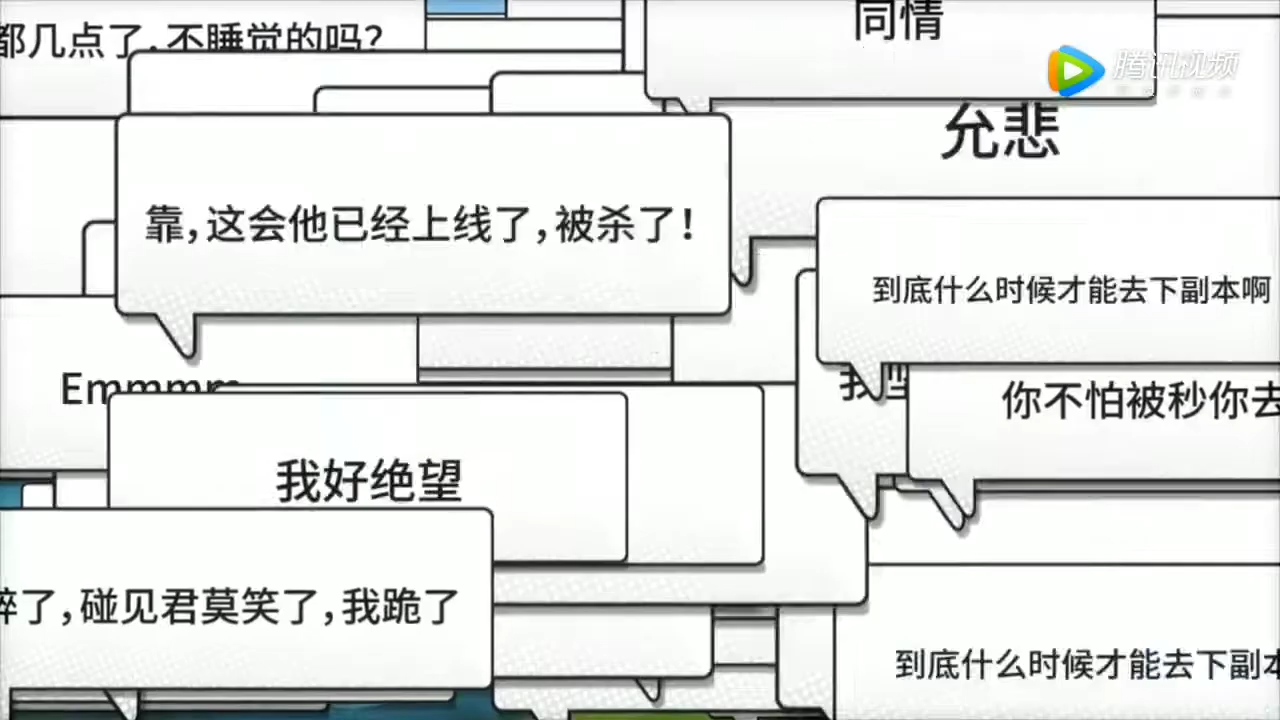 都几点了，不睡觉的吗？
同情
腾讯视频
允悲
靠，这会他已经上线了，被杀了！
到底什么时候才能去下副本啊
Emmmm
你不怕被秒你去
我好绝望
了，碰见君莫笑了，我跪了
到底什么时候才能去下副本